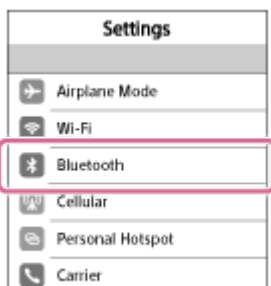 Settings
Airplane Mode
Wi-Fi
Bluetooth
Cellular
Personal Hotspot
Carrier